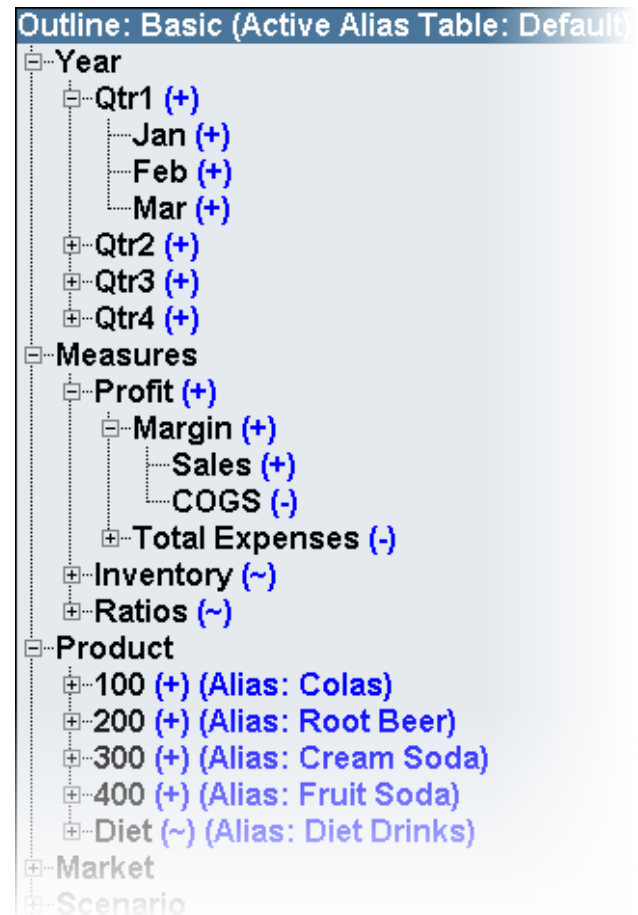 Outline: Basic (Active Alias Table: Default)
Year
Qtr1 (+)
Jan (+)
Feb (+)
Mar (+)
Qtr2 (+)
Qtr3 (+)
Qtr4 (+)
Measures
Profit (+)
Margin (+)
Sales (+)
COGS (-)
Total Expenses (-)
Inventory (~)
Ratios (~)
Product
100 (+) (Alias: Colas)
200 (+) (Alias: Root Beer)
300 (+) (Alias: Cream Soda)
400 (+) (Alias: Fruit Soda)
Diet (~) (Alias: Diet Drinks)
Market
Scenario